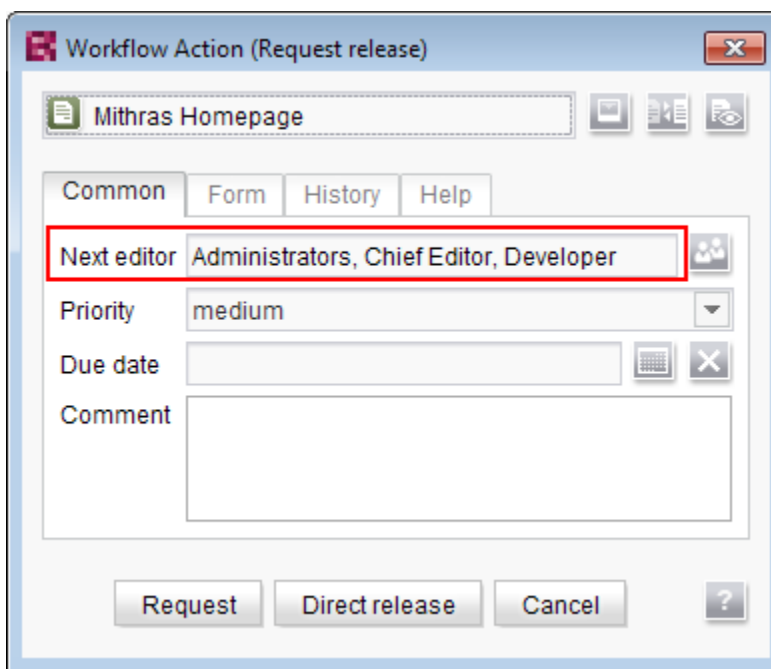 Workflow Action (Request release)
Mithras Homepage
Common Form History Help
Next editor Administrators, Chief Editor, Developer
Priority medium
Due date
Comment
Request Direct release Cancel ?